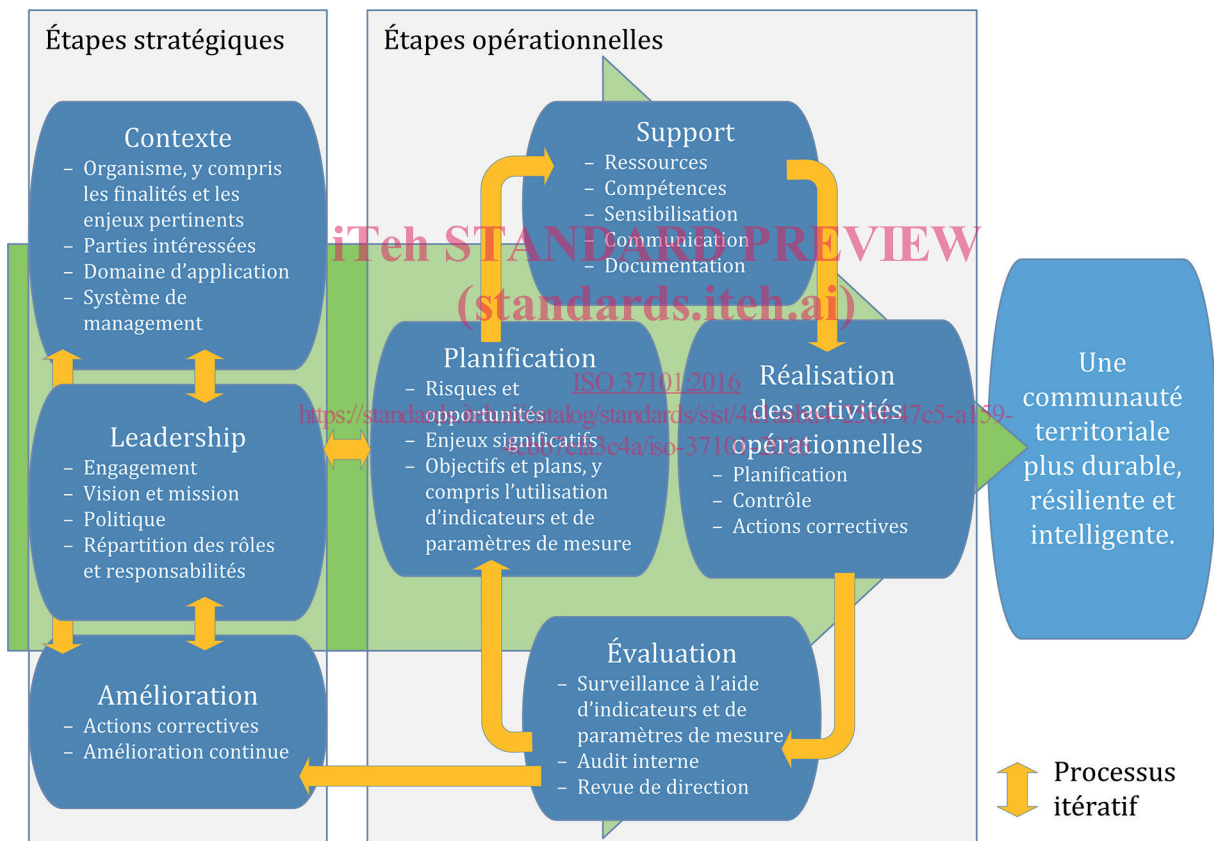 Étapes stratégiques
Contexte
– Organisme, y compris
les finalités et les
enjeux pertinents
– Parties intéressées
– Domaine d’application
– Système de
management
Leadership
– Engagement
– Vision et mission
– Politique
– Répartition des rôles
et responsabilités
Amélioration
– Actions correctives
– Amélioration continue
Étapes opérationnelles
Support
– Ressources
– Compétences
– Sensibilisation
– Communication
– Documentation
iTeh STANDARD PREVIEW
(standards.iteh.ai)
Planification
– Risques et
opportunités
– Enjeux significatifs
– Objectifs et plans, y
compris l’utilisation
d’indicateurs et de
paramètres de mesure
ISO 37101:2016
Réalisation
des activités
opérationnelles
– Planification
– Contrôle
– Actions correctives
Évaluation
– Surveillance à l’aide
d’indicateurs et de
paramètres de mesure
– Audit interne
– Revue de direction
Une
communauté
territoriale
plus durable,
résiliente et
intelligente.
Processus
itératif